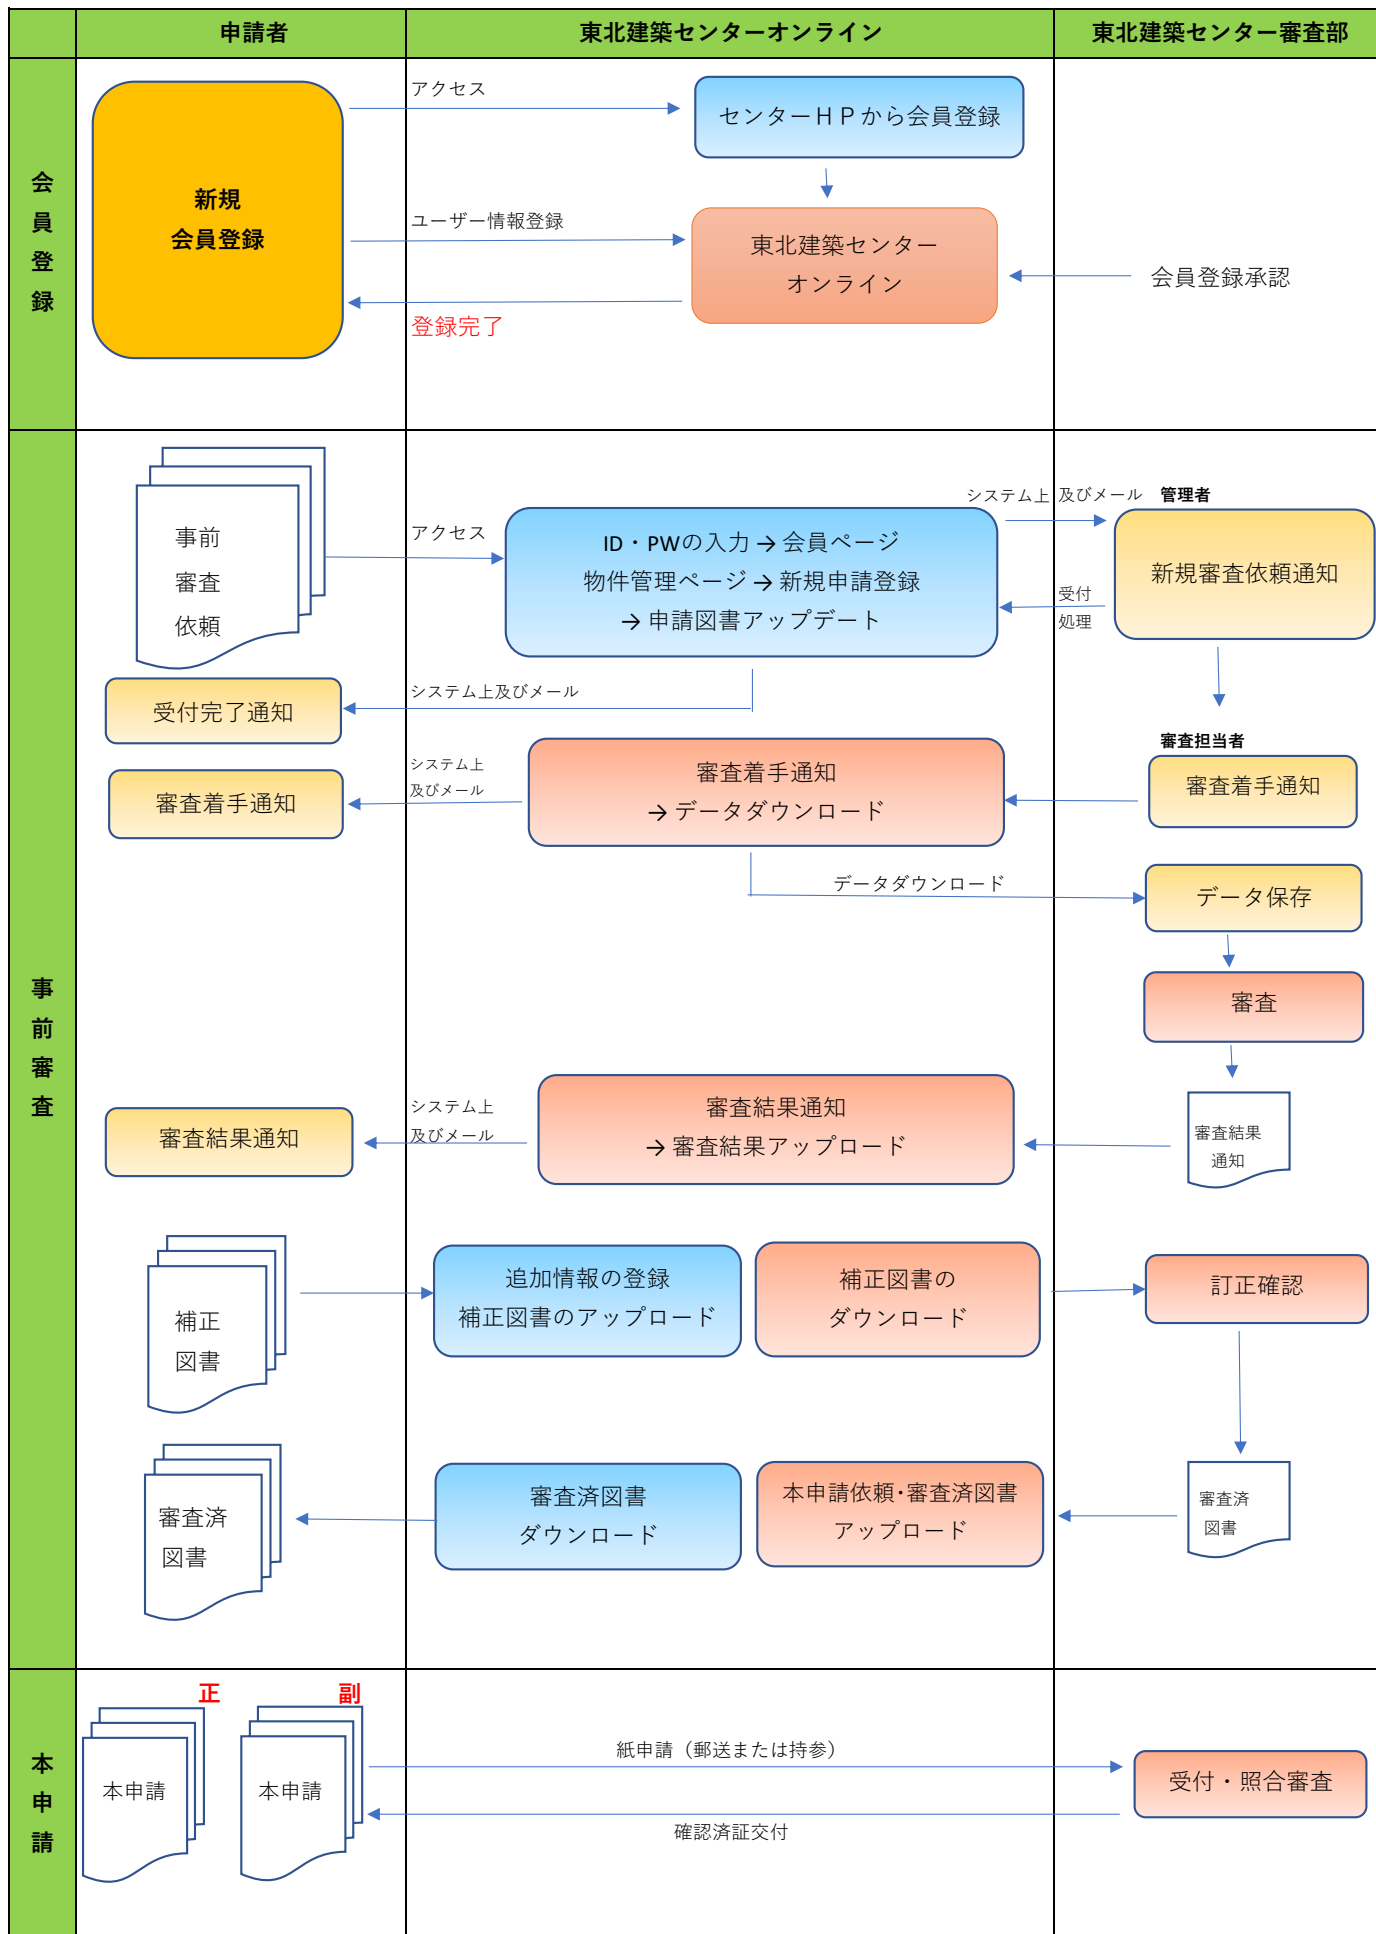 申請者
東北建築センターオンライン
東北建築センター審査部
会員登録
新規
会員登録
アクセス
センターＨＰから会員登録
ユーザー情報登録
東北建築センター
オンライン
会員登録承認
登録完了
事前審査
事前
審査
依頼
アクセス
ID・PWの入力→会員ページ
物件管理ページ→新規申請登録
→申請図書アップデート
システム上 及びメール
管理者
新規審査依頼通知
受付
処理
システム上及びメール
受付完了通知
審査担当者
審査着手通知
審査着手通知
→データダウンロード
システム上
及びメール
審査着手通知
データダウンロード
データ保存
審査
審査結果
通知
審査結果通知
→審査結果アップロード
システム上
及びメール
審査結果通知
補正
図書
追加情報の登録
補正図書のアップロード
補正図書の
ダウンロード
訂正確認
審査済
図書
本申請依頼・審査済図書
アップロード
審査済図書
ダウンロード
審査済
図書
本申請
正
副
本申請
本申請
紙申請（郵送または持参）
受付・照合審査
確認済証交付